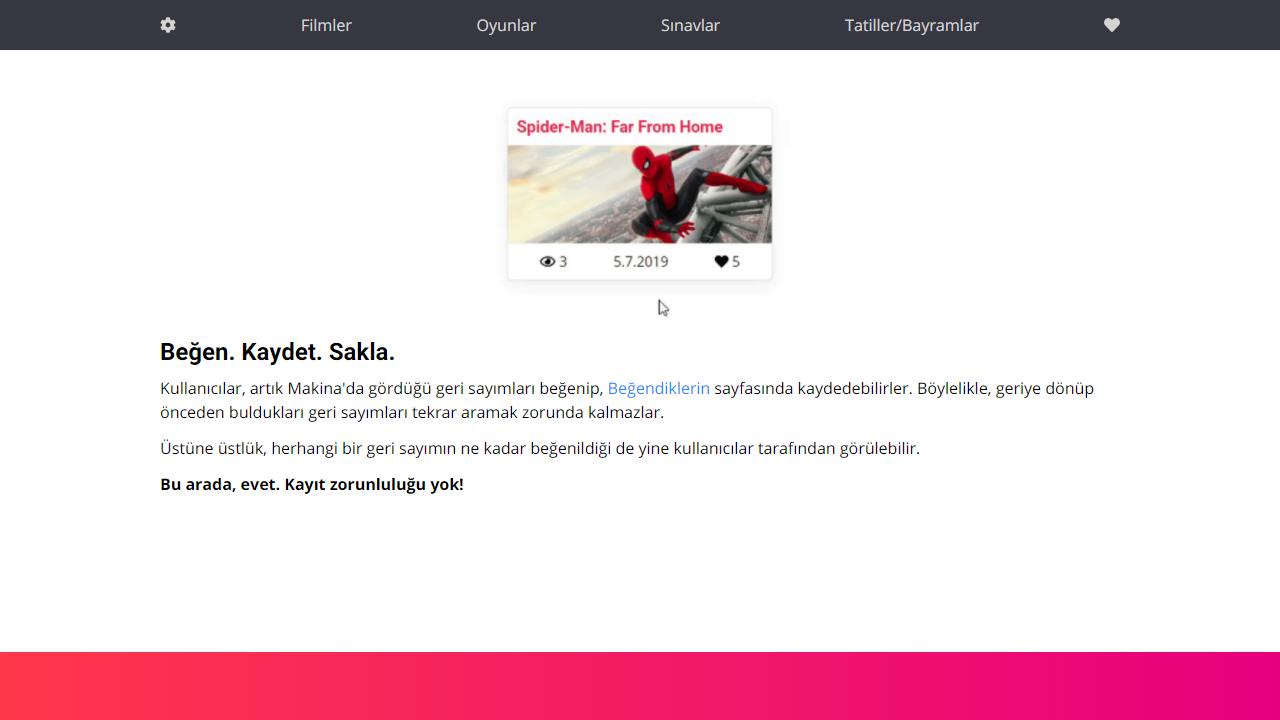 Filmler
Oyunlar
Sınavlar
Tatiller/Bayramlar
Spider-Man: Far From Home
3
5.7.2019
5
Beğen. Kaydet. Sakla.
Kullanıcılar, artık Makina'da gördüğü geri sayımları beğenip, Beğendiklerin sayfasında kaydedebilirler. Böylelikle, geriye dönüp
önceden buldukları geri sayımları tekrar aramak zorunda kalmazlar.
Üstüne üstlük, herhangi bir geri sayımın ne kadar beğenildiği de yine kullanıcılar tarafından görülebilir.
Bu arada, evet. Kayıt zorunluluğu yok!